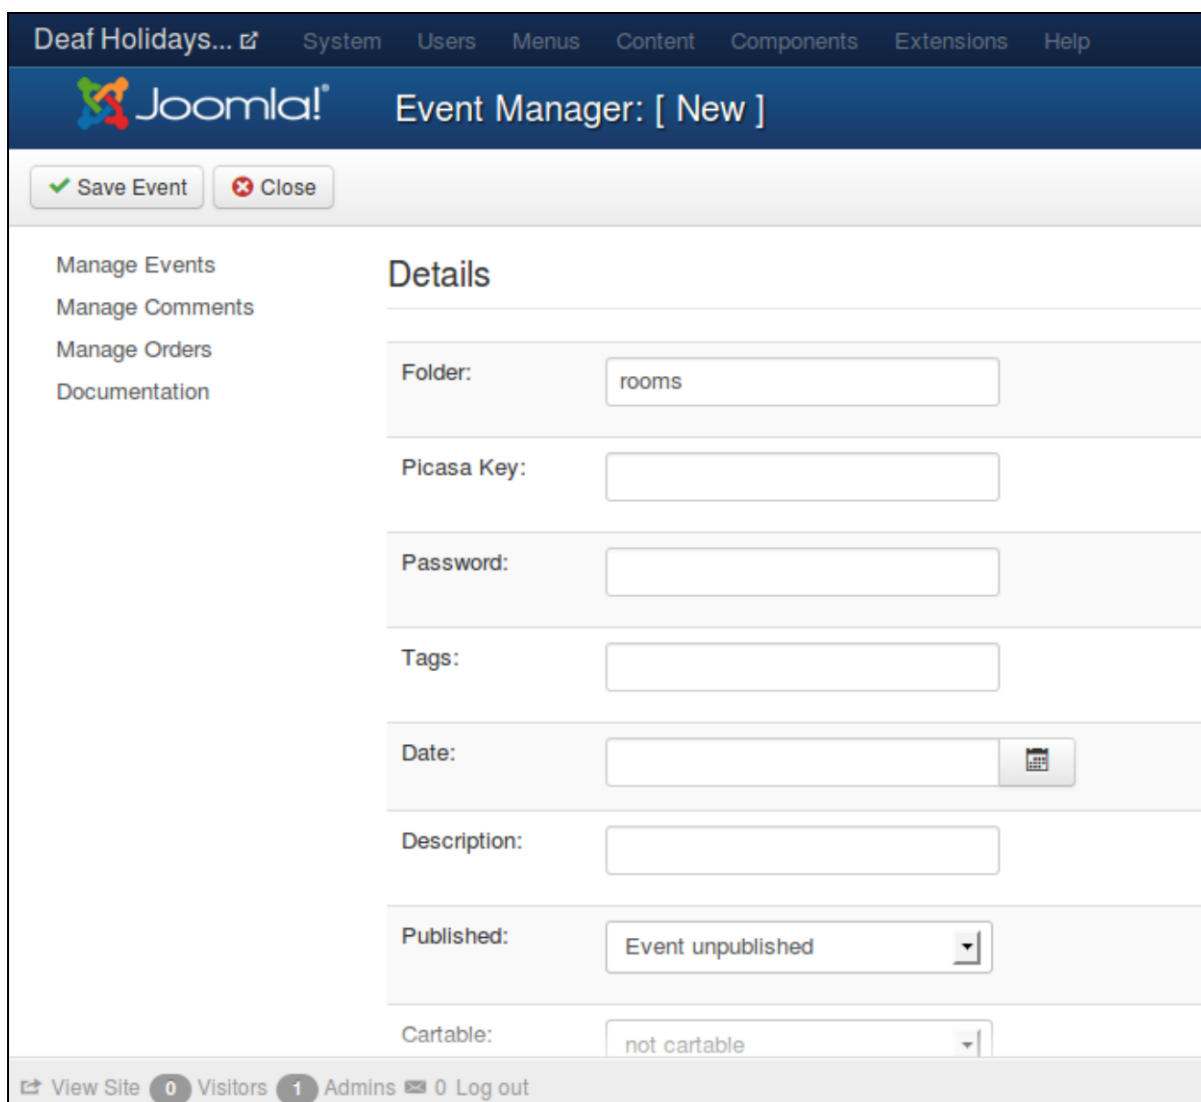 Deaf Holidays... System Users Menus Content Components Extensions Help
Joomla!® Event Manager: [ New ]
Save Event Close
Manage Events
Manage Comments
Manage Orders
Documentation
Details
Folder: rooms
Picasa Key:
Password:
Tags:
Date:
Description:
Published: Event unpublished
Cartable: not cartable
View Site 0 Visitors 1 Admins 0 Log out